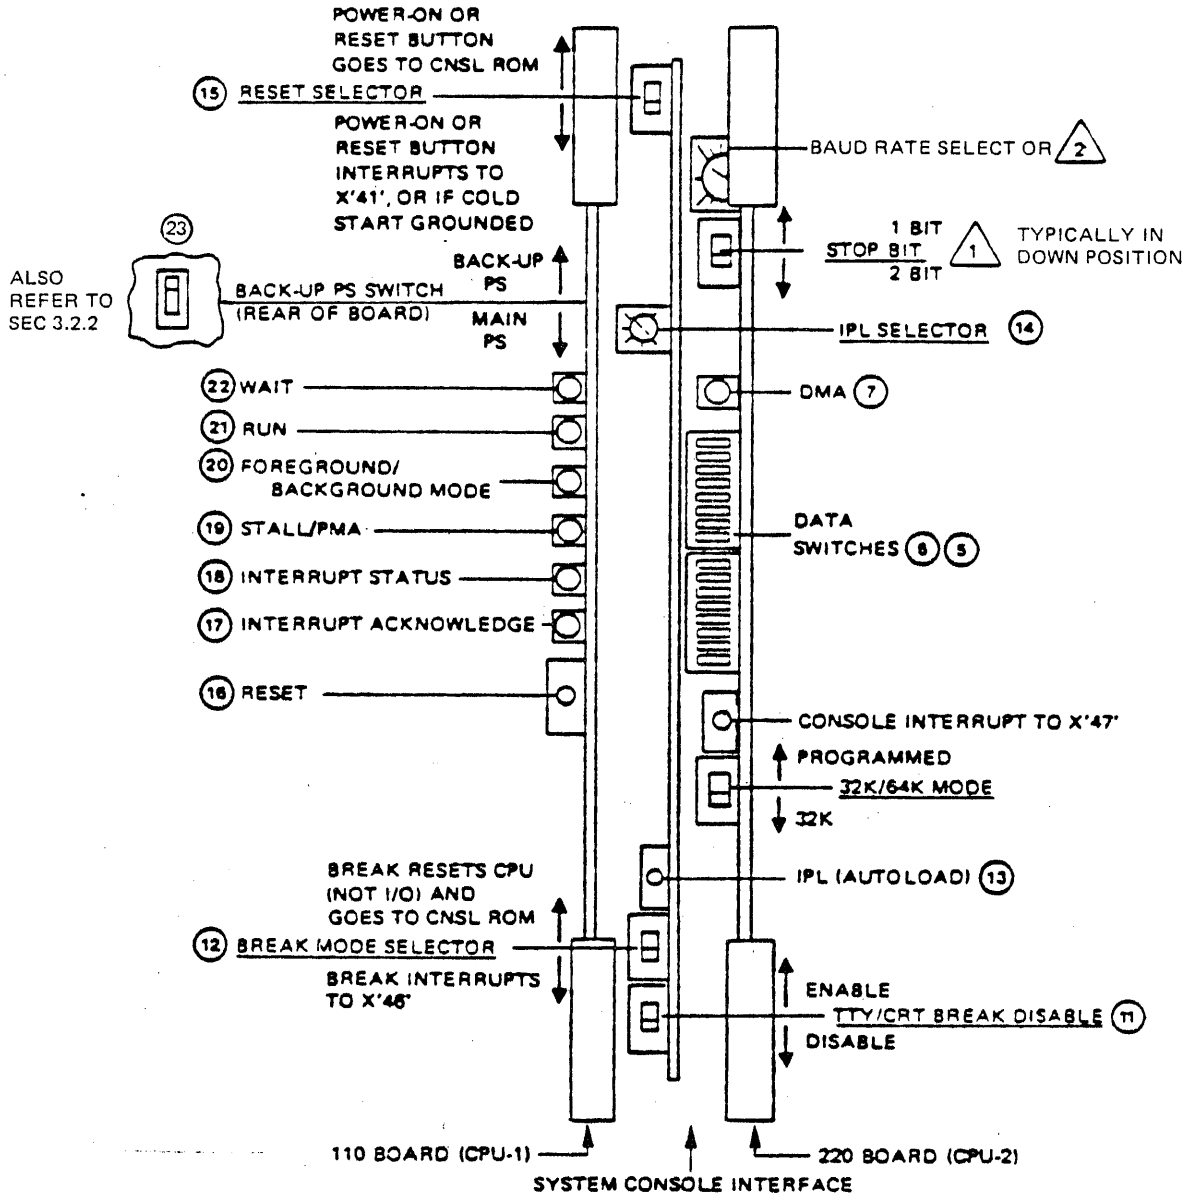 POWER-ON OR
RESET BUTTON
GOES TO CNSL ROM
15 RESET SELECTOR
POWER-ON OR
RESET BUTTON
INTERRUPTS TO
X'41', OR IF COLD
START GROUNDED
23
ALSO
REFER TO
SEC 3.2.2
BACK-UP
PS
BACK-UP PS SWITCH
(REAR OF BOARD)
MAIN
PS
22 WAIT
21 RUN
20 FOREGROUND/
BACKGROUND MODE
19 STALL/PMA
18 INTERRUPT STATUS
17 INTERRUPT ACKNOWLEDGE
16 RESET
BREAK RESETS CPU
(NOT I/O) AND
GOES TO CNSL ROM
12 BREAK MODE SELECTOR
BREAK INTERRUPTS
TO X'46'
BAUD RATE SELECTOR 2
1 BIT
STOP BIT 1
2 BIT
TYPICALLY IN
DOWN POSITION
IPL SELECTOR 14
DMA 7
DATA
SWITCHES 6 5
CONSOLE INTERRUPT TO X'47'
PROGRAMMED
32K/64K MODE
32K
IPL (AUTOLOAD) 13
ENABLE
TTY/CRT BREAK DISABLE 11
DISABLE
110 BOARD (CPU-1)
220 BOARD (CPU-2)
SYSTEM CONSOLE INTERFACE